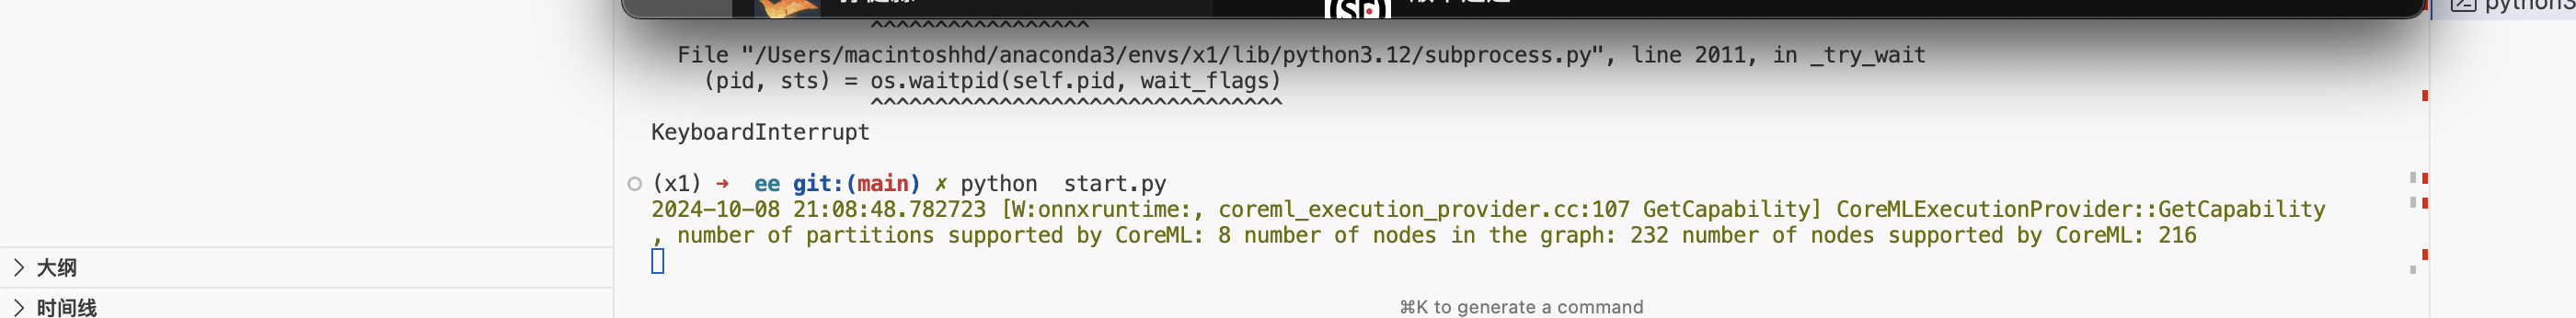 python3
^^^^^^^^^^^^^^^^^
File "/Users/macintoshhd/anaconda3/envs/x1/lib/python3.12/subprocess.py", line 2011, in _try_wait
(pid, sts) = os.waitpid(self.pid, wait_flags)
^^^^^^^^^^^^^^^^^^^^^^^^^^^^^^^^
KeyboardInterrupt
(x1) ➜ ee git:(main) ✗ python  start.py
2024-10-08 21:08:48.782723 [W:onnxruntime:, coreml_execution_provider.cc:107 GetCapability] CoreMLExecutionProvider::GetCapability
, number of partitions supported by CoreML: 8 number of nodes in the graph: 232 number of nodes supported by CoreML: 216
大纲
时间线
⌘K to generate a command